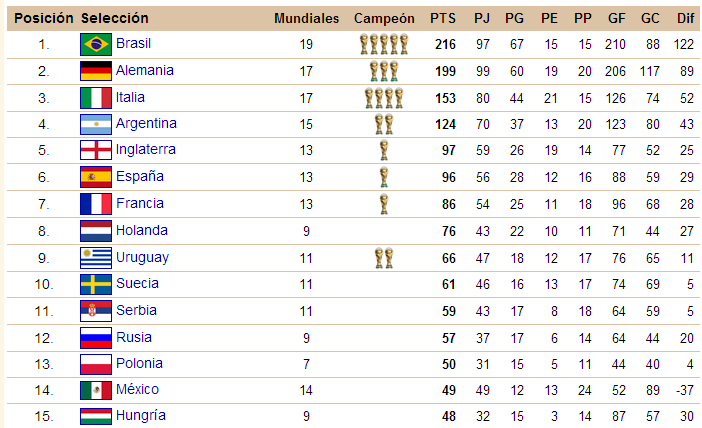 Posición Selección Mundiales Campeón PTS PJ PG PE PP GF GC Dif
1. Brasil 19 216 97 67 15 15 210 88 122
2. Alemania 17 199 99 60 19 20 206 117 89
3. Italia 17 153 80 44 21 15 126 74 52
4. Argentina 15 124 70 37 13 20 123 80 43
5. Inglaterra 13 97 59 26 19 14 77 52 25
6. España 13 96 56 28 12 16 88 59 29
7. Francia 13 86 54 25 11 18 96 68 28
8. Holanda 9 76 43 22 10 11 71 44 27
9. Uruguay 11 66 47 18 12 17 76 65 11
10. Suecia 11 61 46 16 13 17 74 69 5
11. Serbia 11 59 43 17 8 18 64 59 5
12. Rusia 9 57 37 17 6 14 64 44 20
13. Polonia 7 50 31 15 5 11 44 40 4
14. México 14 49 49 12 13 24 52 89 -37
15. Hungría 9 48 32 15 3 14 87 57 30